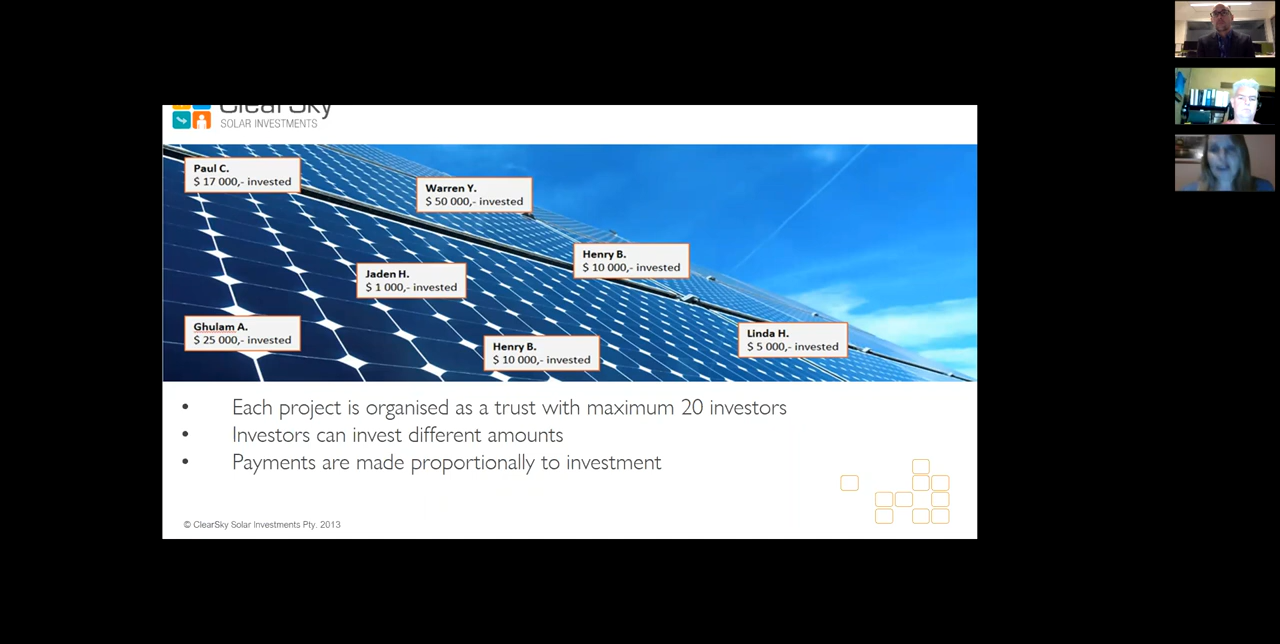 ClearSky
SOLAR INVESTMENTS
Paul C.
$ 17 000,- invested
Warren Y.
$ 50 000,- invested
Henry B.
$ 10 000,- invested
Jaden H.
$ 1 000,- invested
Ghulam A.
$ 25 000,- invested
Henry B.
$ 10 000,- invested
Linda H.
$ 5 000,- invested
• Each project is organised as a trust with maximum 20 investors
• Investors can invest different amounts
• Payments are made proportionally to investment
© ClearSky Solar Investments Pty. 2013